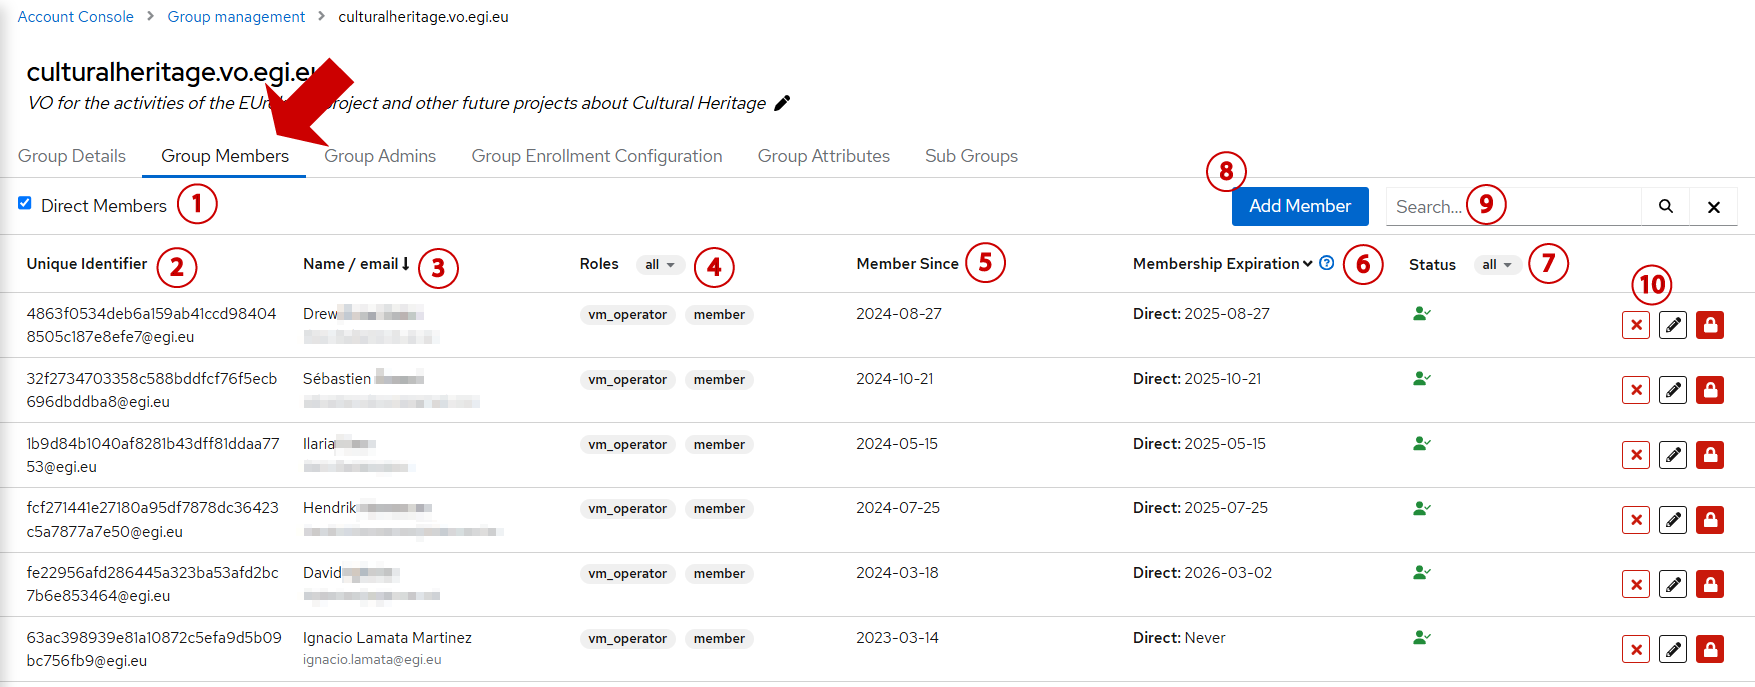 Account Console > Group management > culturalheritage.vo.egi.eu
culturalheritage.vo.egi.eu
VO for the activities of the project and other future projects about Cultural Heritage
Group Details Group Members Group Admins Group Enrollment Configuration Group Attributes Sub Groups
Direct Members 1 8 Add Member Search... 9
Unique Identifier 2 Name / email 3 Roles all 4 Member Since 5 Membership Expiration 6 Status all 7
10
4863f0534deb6a159ab41ccd98404 Drew vm_operator member 2024-08-27 Direct: 2025-08-27
8505c187e8efe7@egi.eu
32f2734703358c588bddfcf76f5ecb Sébastien vm_operator member 2024-10-21 Direct: 2025-10-21
696dbddba8@egi.eu
1b9d84b1040af8281b43dff81ddaa77 Ilaria vm_operator member 2024-05-15 Direct: 2025-05-15
53@egi.eu
fcf271441e27180a95df7878dc36423 Hendrik vm_operator member 2024-07-25 Direct: 2025-07-25
c5a7877a7e50@egi.eu
fe22956afd286445a323ba53afd2bc David vm_operator member 2024-03-18 Direct: 2026-03-02
7b6e853464@egi.eu
63ac398939e81a10872c5efa9d5b09 Ignacio Lamata Martinez vm_operator member 2023-03-14 Direct: Never
bc756fb9@egi.eu ignacio.lamata@egi.eu